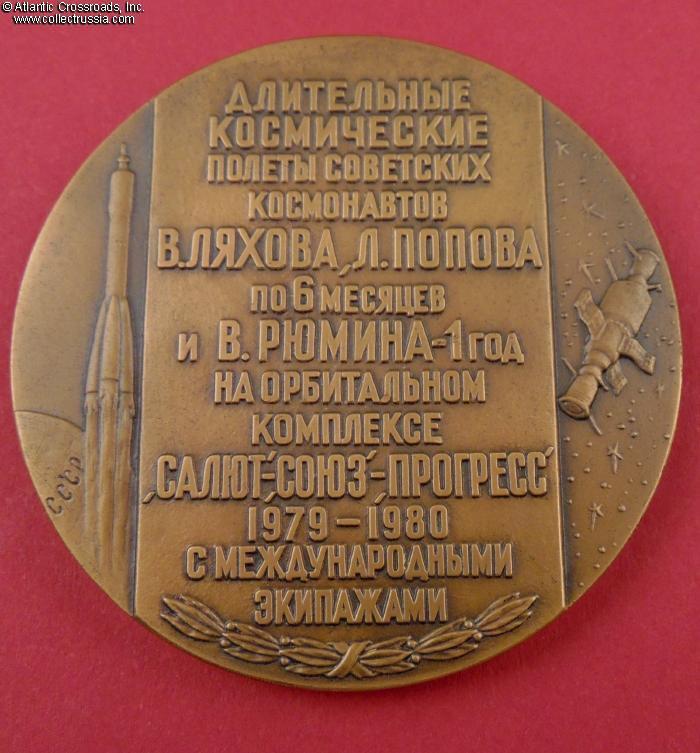 © Atlantic Crossroads, Inc.
www.collectrussia.com
ДЛИТЕЛЬНЫЕ
КОСМИЧЕСКИЕ
ПОЛЕТЫ СОВЕТСКИХ
КОСМОНАВТОВ
В.ЛЯХОВА, Л.ПОПОВА
ПО 6 МЕСЯЦЕВ
И В. РЮМИНА-1 ГОД
НА ОРБИТАЛЬНОМ
КОМПЛЕКСЕ
„САЛЮТ"-„СОЮЗ"-„ПРОГРЕСС"
1979-1980
С МЕЖДУНАРОДНЫМИ
ЭКИПАЖАМИ
СССР